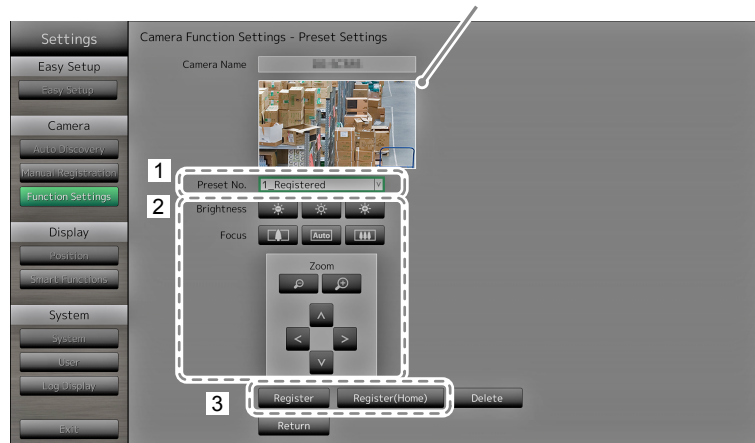 Settings
Camera Function Settings - Preset Settings
Easy Setup
Easy Setup
Camera Name
Camera
Auto Discovery
Manual Registration
Function Settings
1
Preset No. 1_Registered
2
Brightness
Focus Auto
Zoom
Display
Position
Smart Functions
System
System
User
Log Display
3
Register Register(Home) Delete
Exit
Return